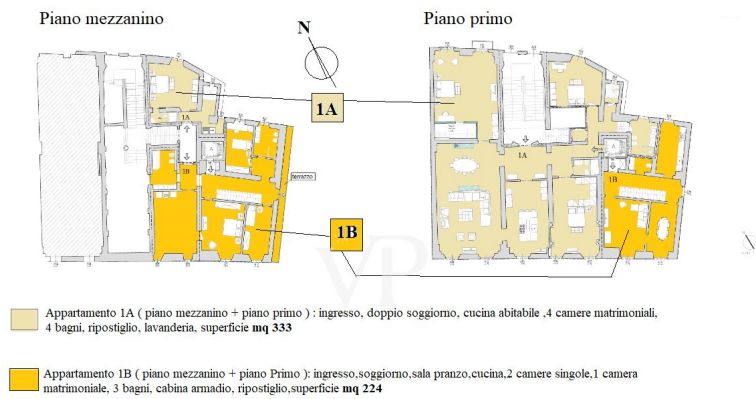 Piano mezzanino
Piano primo
N
1A
1A
1A
1B
1B
terrazzo
1B
A
A
VP
Appartamento 1A ( piano mezzanino + piano primo ) : ingresso, doppio soggiorno, cucina abitabile ,4 camere matrimoniali,
4 bagni, ripostiglio, lavanderia, superficie mq 333
Appartamento 1B ( piano mezzanino + piano Primo ): ingresso,soggiorno,sala pranzo,cucina,2 camere singole,1 camera
matrimoniale, 3 bagni, cabina armadio, ripostiglio,superficie mq 224